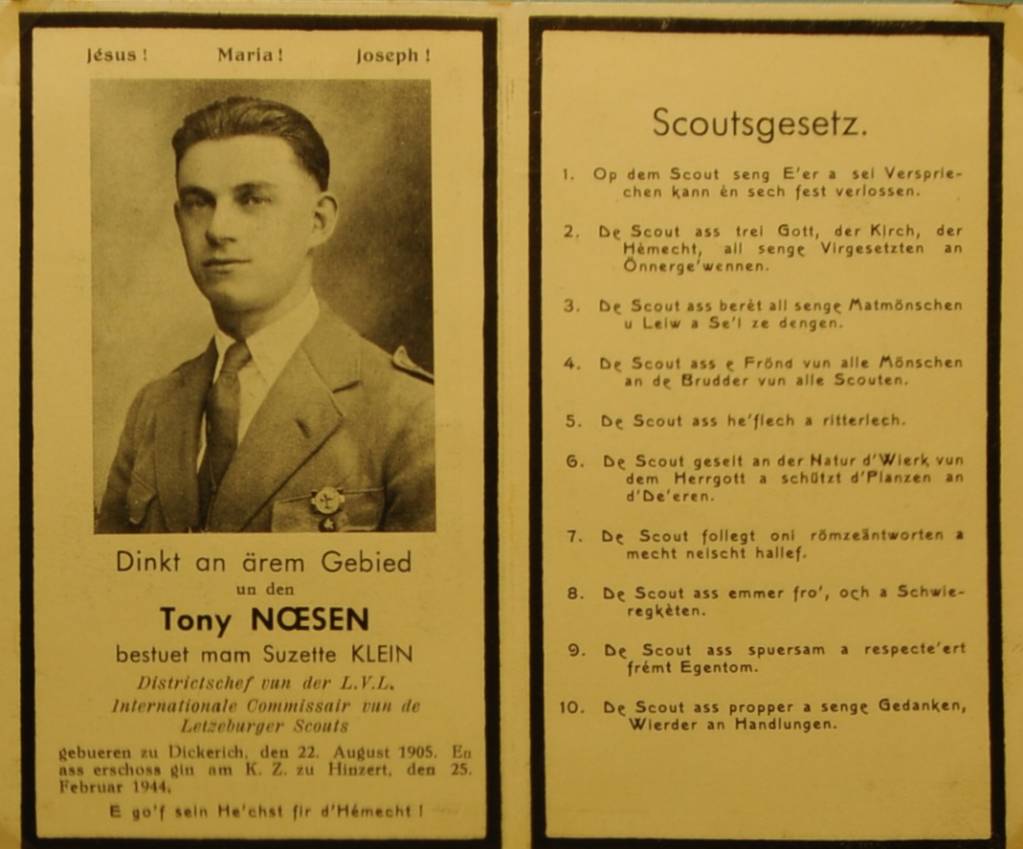 Jésus! Maria! Joseph!
Dinkt an ärem Gebied
un den
Tony NŒSEN
bestuet mam Suzette KLEIN
Districtschef vun der L.V.L.
Internationale Commissair vun de
Letzeburger Scouts
gebueren zu Dickerich, den 22. August 1905. En
ass erschoss gin am K. Z. zu Hinzert, den 25.
Februar 1944.
E go'f sein He'chst fir d'Hémecht!
Scoutsgesetz.
1. Op dem Scout seng E'er a sei Versprie-
chen kann ên sech fest verlossen.
2. De Scout ass trei Gott, der Kirch, der
Hémecht, all senge Virgesetzten an
Önnerge'wennen.
3. De Scout ass berêt all senge Matmönschen
u Leiw a Se'l ze dengen.
4. De Scout ass e Frönd vun alle Mönschen
an de Brudder vun alle Scouten.
5. De Scout ass he'flech a ritterlech.
6. De Scout geseit an der Natur d'Wierk vun
dem Herrgott a schützt d'Planzen an
d'De'eren.
7. De Scout follegt oni römzeäntworten a
mecht neischt hallef.
8. De Scout ass emmer fro', och a Schwie-
regkêten.
9. De Scout ass spuersam a respecte'ert
frémt Egentom.
10. De Scout ass propper a senge Gedanken,
Wierder an Handlungen.